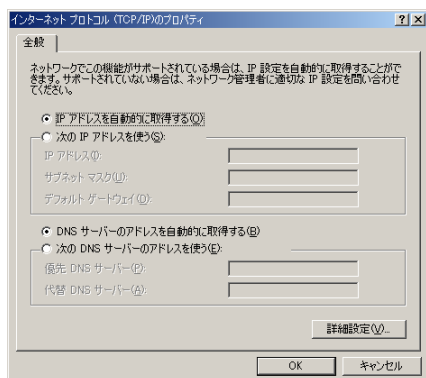 インターネット プロトコル (TCP/IP)のプロパティ
? ×
全般
ネットワークでこの機能がサポートされている場合は、IP 設定を自動的に取得することがで
きます。サポートされていない場合は、ネットワーク管理者に適切な IP 設定を問い合わせ
てください。
IP アドレスを自動的に取得する(O)
次の IP アドレスを使う(S):
IP アドレス(I):
サブネット マスク(U):
デフォルト ゲートウェイ(D):
DNS サーバーのアドレスを自動的に取得する(B)
次の DNS サーバーのアドレスを使う(E):
優先 DNS サーバー(P):
代替 DNS サーバー(A):
詳細設定(V)...
OK キャンセル